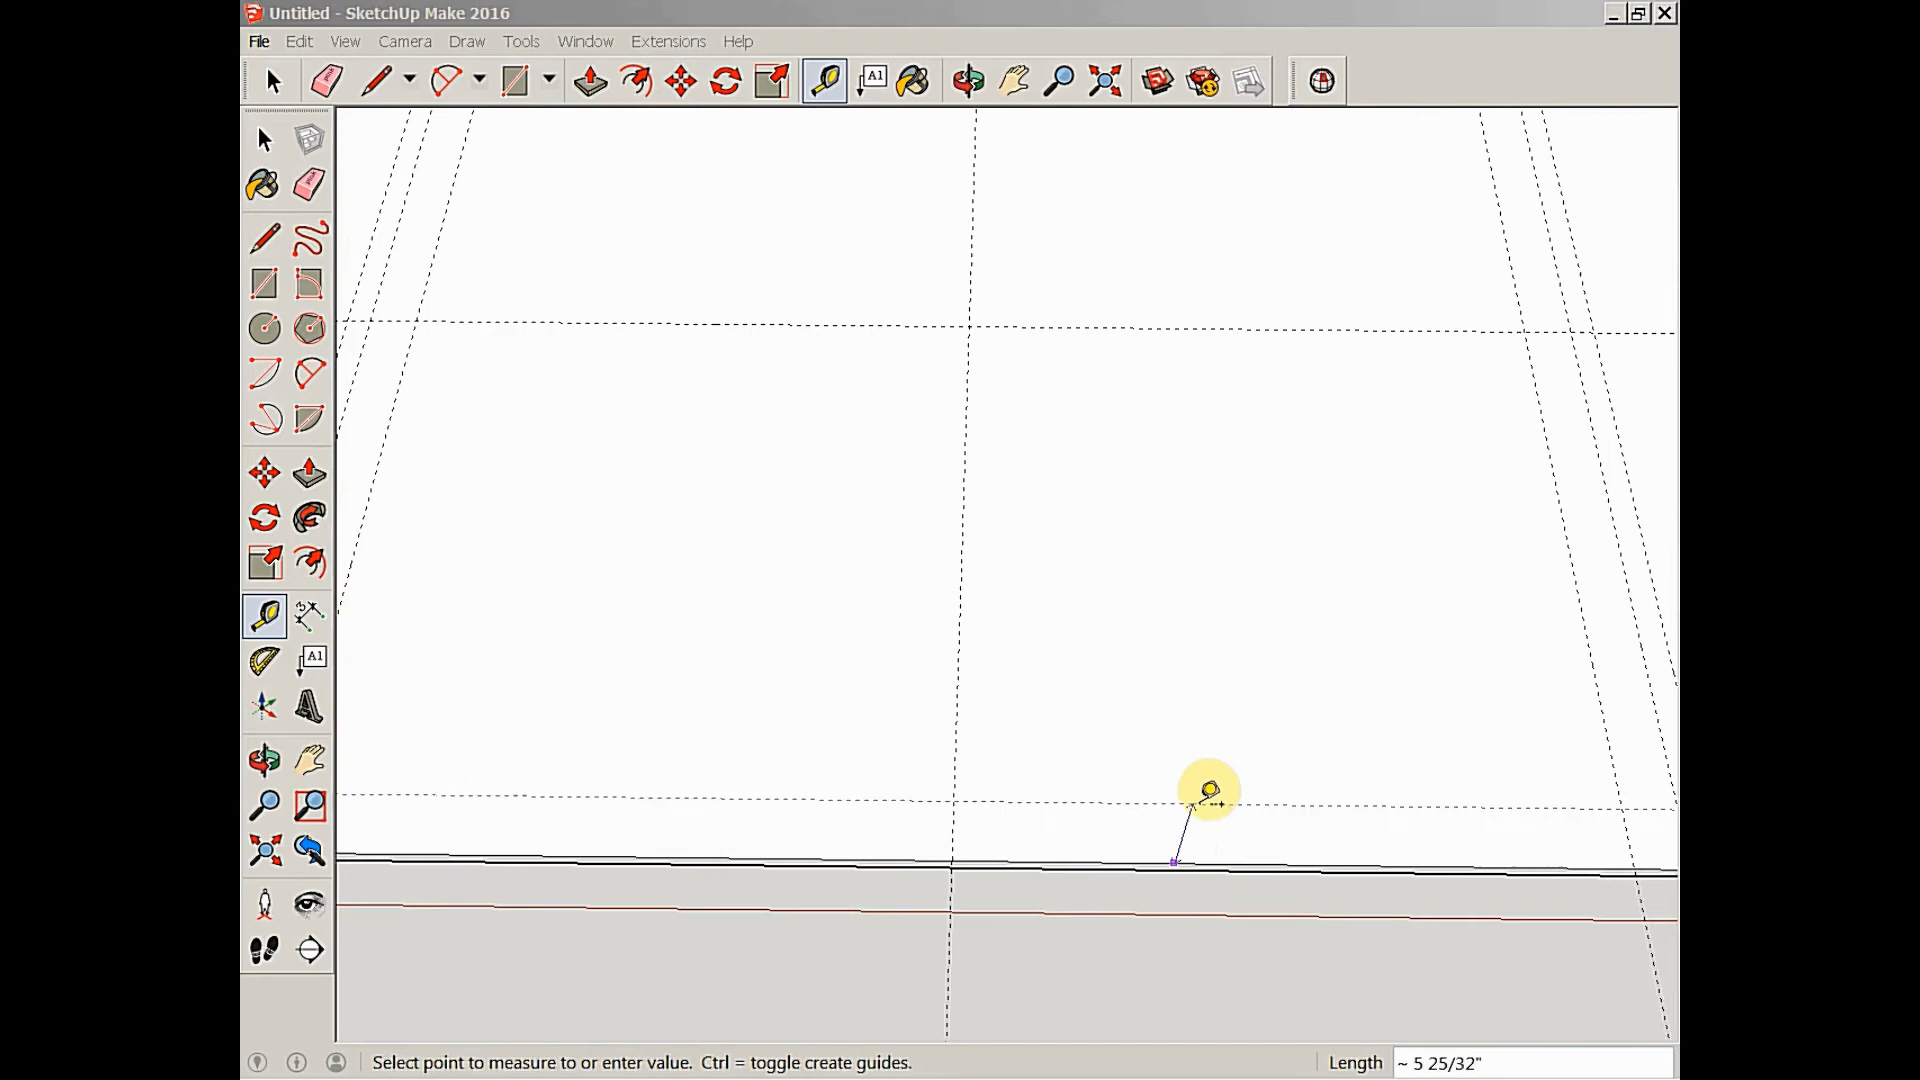 Untitled - SketchUp Make 2016
File Edit View Camera Draw Tools Window Extensions Help
A1
A1
Select point to measure to or enter value. Ctrl = toggle create guides.
Length ~ 5 25/32"